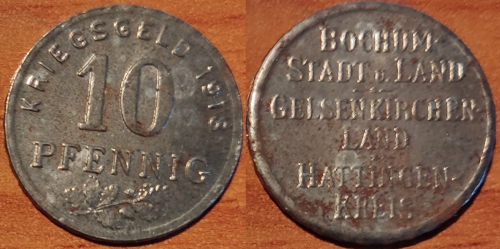 KRIEGSGELD 1918
10
PFENNIG
BOCHUM-
STADT U. LAND
GELSENKIRCHEN-
LAND
HATTINGEN-
KREIS